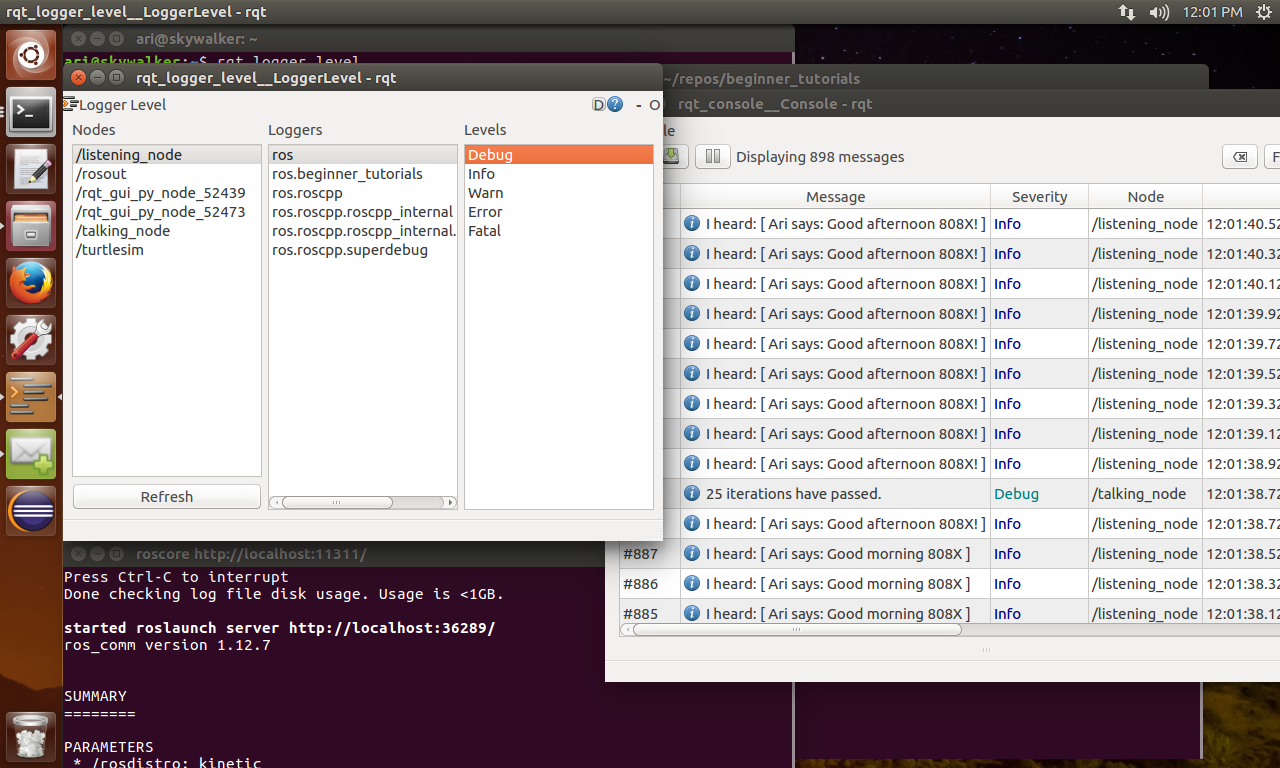 rqt_logger_level__LoggerLevel - rqt
12:01 PM
ari@skywalker: ~
ari@skywalker:~$ rqt_logger_level
rqt_logger_level__LoggerLevel - rqt
Logger Level
D
?
- O
Nodes
/listening_node
/rosout
/rqt_gui_py_node_52439
/rqt_gui_py_node_52473
/talking_node
/turtlesim
Refresh
Loggers
ros
ros.beginner_tutorials
ros.roscpp
ros.roscpp.roscpp_internal
ros.roscpp.roscpp_internal.
ros.roscpp.superdebug
Levels
Debug
Info
Warn
Error
Fatal
~/repos/beginner_tutorials
rqt_console__Console - rqt
le
Displaying 898 messages
F
Message Severity Node
I heard: [ Ari says: Good afternoon 808X! ] Info /listening_node 12:01:40.52
I heard: [ Ari says: Good afternoon 808X! ] Info /listening_node 12:01:40.32
I heard: [ Ari says: Good afternoon 808X! ] Info /listening_node 12:01:40.12
I heard: [ Ari says: Good afternoon 808X! ] Info /listening_node 12:01:39.92
I heard: [ Ari says: Good afternoon 808X! ] Info /listening_node 12:01:39.72
I heard: [ Ari says: Good afternoon 808X! ] Info /listening_node 12:01:39.52
I heard: [ Ari says: Good afternoon 808X! ] Info /listening_node 12:01:39.32
I heard: [ Ari says: Good afternoon 808X! ] Info /listening_node 12:01:39.12
I heard: [ Ari says: Good afternoon 808X! ] Info /listening_node 12:01:38.92
25 iterations have passed. Debug /talking_node 12:01:38.72
I heard: [ Ari says: Good afternoon 808X! ] Info /listening_node 12:01:38.72
#887 I heard: [ Ari says: Good morning 808X ] Info /listening_node 12:01:38.52
#886 I heard: [ Ari says: Good morning 808X ] Info /listening_node 12:01:38.32
#885 I heard: [ Ari says: Good morning 808X ] Info /listening_node 12:01:38.12
roscore http://localhost:11311/
Press Ctrl-C to interrupt
Done checking log file disk usage. Usage is <1GB.
started roslaunch server http://localhost:36289/
ros_comm version 1.12.7
SUMMARY
========
PARAMETERS
* /rosdistro: kinetic